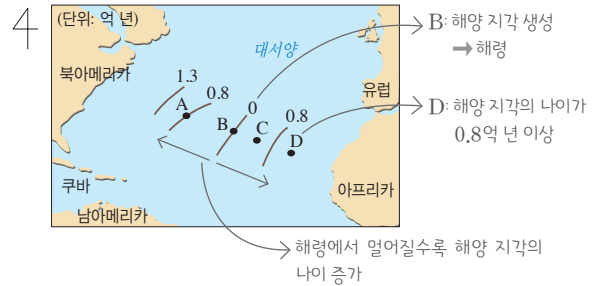 4
(단위: 억 년)
대서양
북아메리카
1.3
0.8
A
0
B
C
0.8
D
유럽
쿠바
남아메리카
아프리카
B: 해양 지각 생성
➡ 해령
D: 해양 지각의 나이가
0.8억 년 이상
해령에서 멀어질수록 해양 지각의
나이 증가